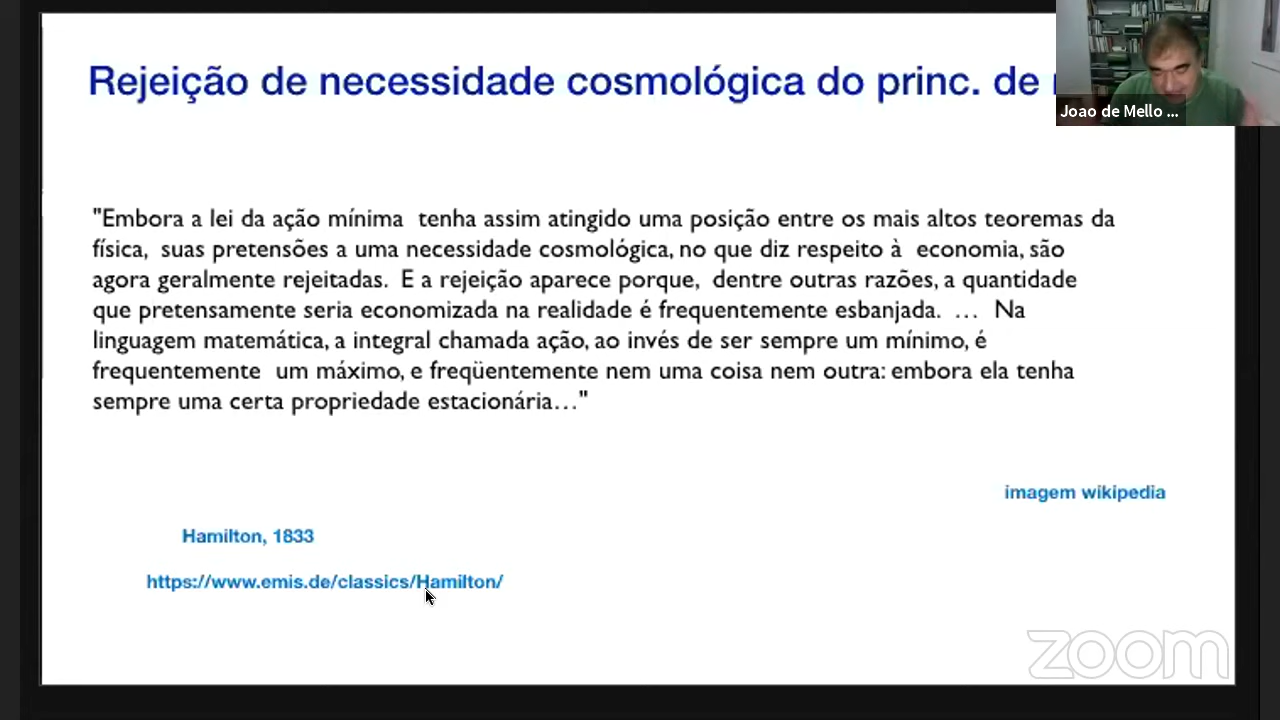 Rejeição de necessidade cosmológica do princ. de
Joao de Mello ...
"Embora a lei da ação mínima tenha assim atingido uma posição entre os mais altos teoremas da
física, suas pretensões a uma necessidade cosmológica, no que diz respeito à economia, são
agora geralmente rejeitadas. E a rejeição aparece porque, dentre outras razões, a quantidade
que pretensamente seria economizada na realidade é frequentemente esbanjada. … Na
linguagem matemática, a integral chamada ação, ao invés de ser sempre um mínimo, é
frequentemente um máximo, e freqüentemente nem uma coisa nem outra: embora ela tenha
sempre uma certa propriedade estacionária…"
imagem wikipedia
Hamilton, 1833
https://www.emis.de/classics/Hamilton/
zoom